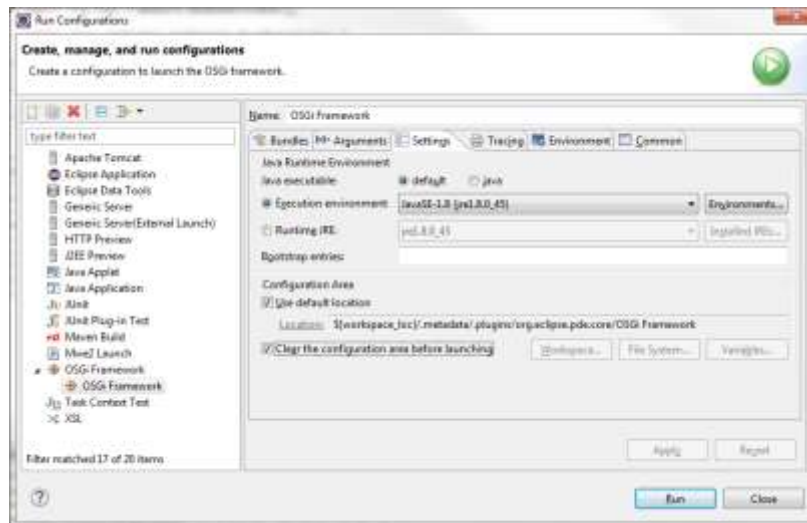 Run Configurations
Create, manage, and run configurations
Create a configuration to launch the OSGi framework.
type filter text
Apache Tomcat
Eclipse Application
Eclipse Data Tools
Generic Server
Generic Server(External Launch)
HTTP Preview
J2EE Preview
Java Applet
Java Application
JUnit
JUnit Plug-in Test
Maven Build
Mwe2 Launch
OSGi Framework
OSGi Framework
Task Context Test
XSL
Filter matched 17 of 20 items
Name: OSGi Framework
Bundles Arguments Settings Tracing Environment Common
Java Runtime Environment
Java executable: default java
Execution environment: JavaSE-1.8 (jre1.8.0_45) Environments...
Runtime JRE: jre1.8.0_45 Installed JREs...
Bootstrap entries:
Configuration Area
Use default location
Location: ${workspace_loc}/.metadata/.plugins/org.eclipse.pde.core/OSGi Framework
Clear the configuration area before launching
Workspace... File System... Variables...
Apply Revert
Run Close